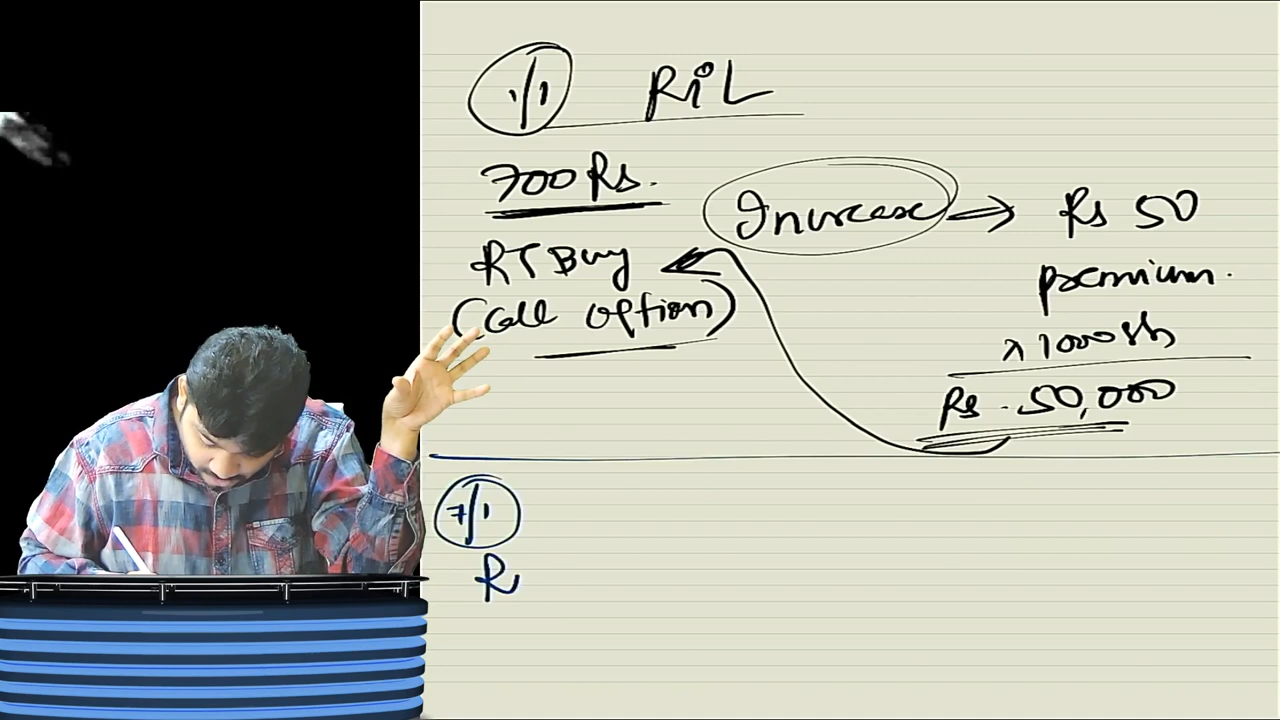 1/1 RiL
700 Rs.
Increase → Rs 50
RT Buy
premium.
(Call option)
x 1000 sh
Rs. 50,000
7/1
R